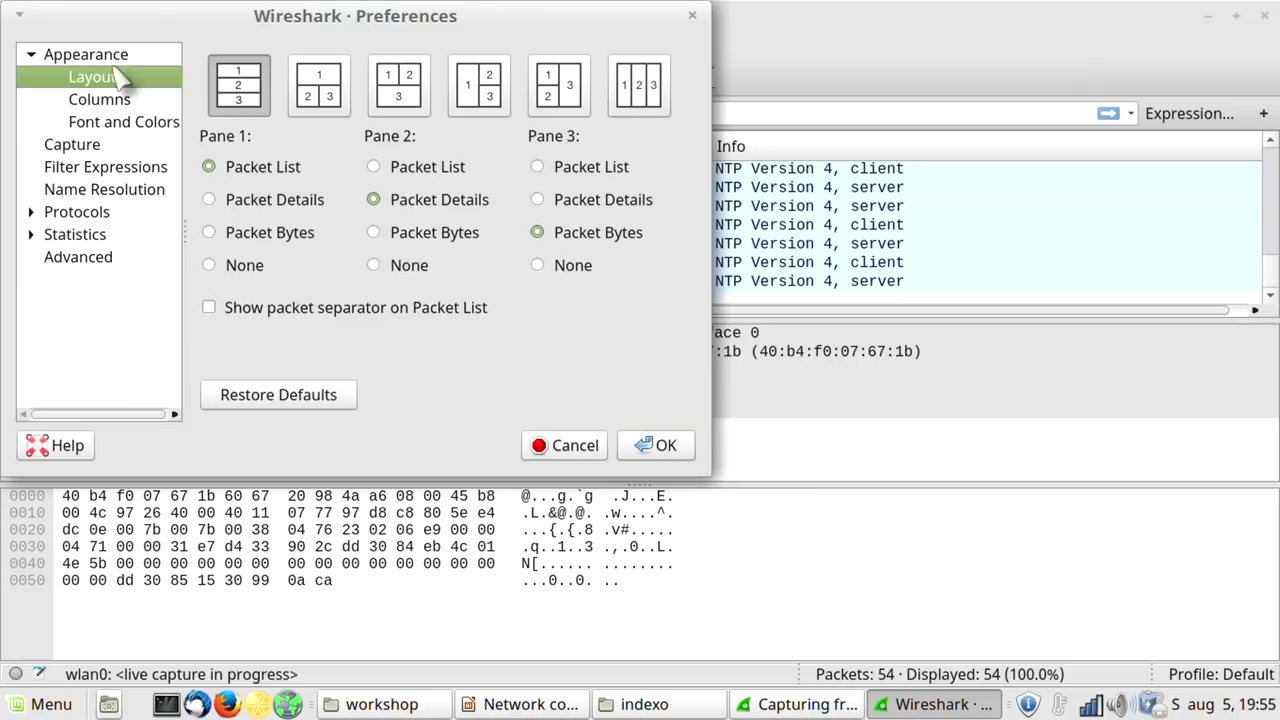 Wireshark · Preferences
Appearance
Layou
Columns
Font and Colors
Capture
Filter Expressions
Name Resolution
Protocols
Statistics
Advanced
1 2 3
1 2 3
1 2 3
1 2 3
1 2 3
1 2 3
Pane 1: Pane 2: Pane 3:
Packet List Packet List Packet List
Packet Details Packet Details Packet Details
Packet Bytes Packet Bytes Packet Bytes
None None None
Show packet separator on Packet List
Restore Defaults
Help Cancel OK
Expression... +
Info
NTP Version 4, client
NTP Version 4, server
NTP Version 4, server
NTP Version 4, client
NTP Version 4, server
NTP Version 4, client
NTP Version 4, server
ace 0
:1b (40:b4:f0:07:67:1b)
0000 40 b4 f0 07 67 1b 60 67 20 98 4a a6 08 00 45 b8 @...g.`g .J...E.
0010 00 4c 97 26 40 00 40 11 07 77 97 d8 c8 80 5e e4 .L.&@.@. .w....^.
0020 dc 0e 00 7b 00 7b 00 38 04 76 23 02 06 e9 00 00 ...{.{.8 .v#.....
0030 04 71 00 00 31 e7 d4 33 90 2c dd 30 84 eb 4c 01 .q..1..3 .,.0..L.
0040 4e 5b 00 00 00 00 00 00 00 00 00 00 00 00 00 00 N[...... ........
0050 00 00 dd 30 85 15 30 99 0a ca ...0..0. ..
wlan0: <live capture in progress> Packets: 54 · Displayed: 54 (100.0%) Profile: Default
Menu workshop Network co... indexo Capturing fr... Wireshark · ... S aug 5, 19:55